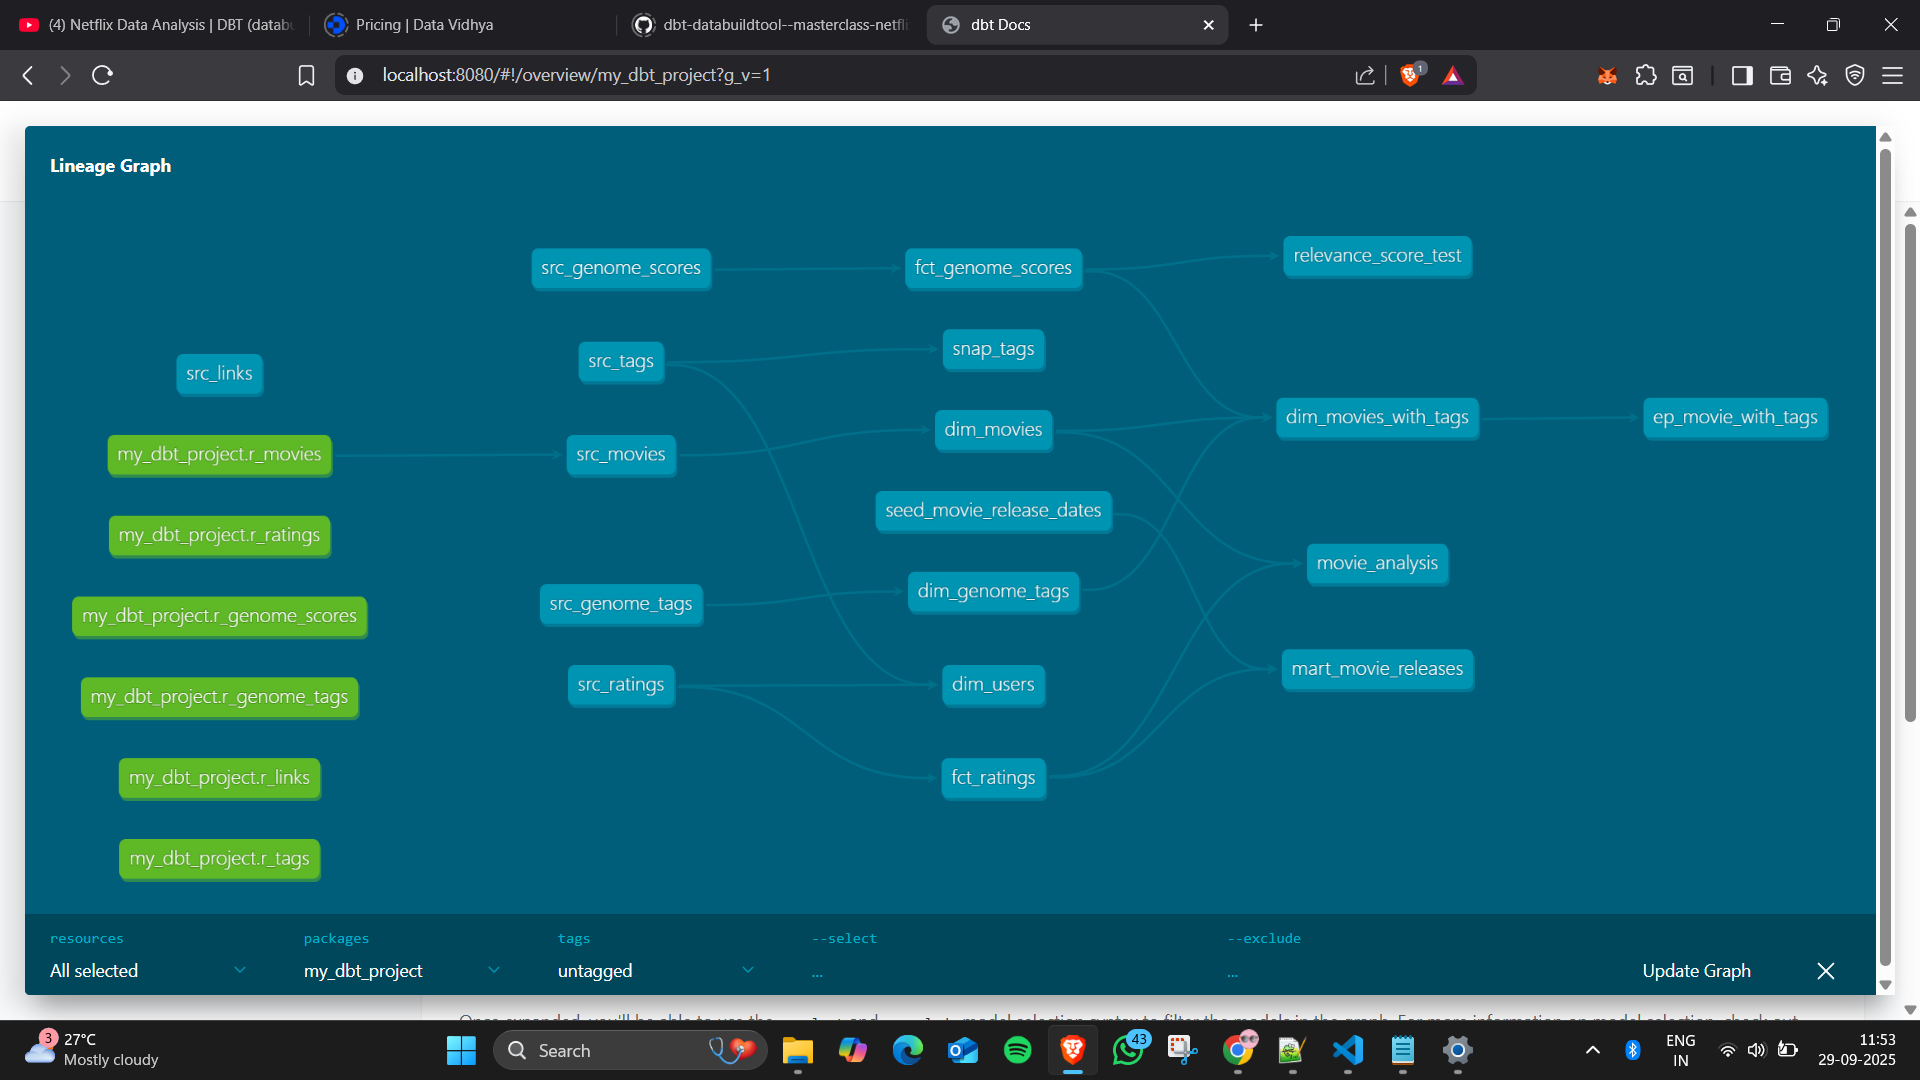 (4) Netflix Data Analysis | DBT (datab
Pricing | Data Vidhya
dbt-databuildtool--masterclass-netfl
dbt Docs
localhost:8080/#!/overview/my_dbt_project?g_v=1
1
Lineage Graph
src_genome_scores
fct_genome_scores
relevance_score_test
src_links
src_tags
snap_tags
my_dbt_project.r_movies
src_movies
dim_movies
dim_movies_with_tags
ep_movie_with_tags
my_dbt_project.r_ratings
seed_movie_release_dates
movie_analysis
my_dbt_project.r_genome_scores
src_genome_tags
dim_genome_tags
my_dbt_project.r_genome_tags
src_ratings
dim_users
mart_movie_releases
my_dbt_project.r_links
fct_ratings
my_dbt_project.r_tags
resources
packages
tags
--select
--exclude
All selected
my_dbt_project
untagged
...
...
Update Graph
3
27°C
Mostly cloudy
Search
43
ENG
IN
11:53
29-09-2025